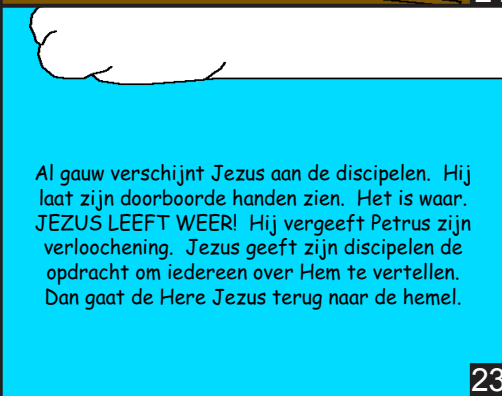 Al gauw verschijnt Jezus aan de discipelen. Hij
laat zijn doorboorde handen zien. Het is waar.
JEZUS LEEFT WEER! Hij vergeeft Petrus zijn
verloochening. Jezus geeft zijn discipelen de
opdracht om iedereen over Hem te vertellen.
Dan gaat de Here Jezus terug naar de hemel.
23